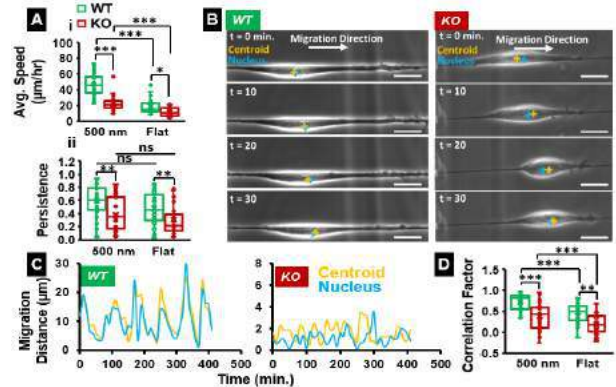 A
WT
KO
i
***
***
***
*
Avg. Speed
(µm/hr)
100
80
60
40
20
0
500 nm
Flat
ii
ns
ns
**
**
Persistence
1.2
1.0
0.8
0.6
0.4
0.2
0.0
500 nm
Flat
B
WT
KO
t = 0 min.
Migration Direction
Centroid
Nucleus
t = 10
t = 20
t = 30
t = 0 min.
Migration Direction
Centroid
Nucleus
t = 10
t = 20
t = 30
C
WT
Migration
Distance (µm)
30
20
10
0
0 100 200 300 400 500
KO
Centroid
Nucleus
8
6
4
2
0
0 100 200 300 400 500
Time (min.)
D
***
***
***
**
Correlation Factor
1.0
0.5
0.0
0.5
500 nm
Flat